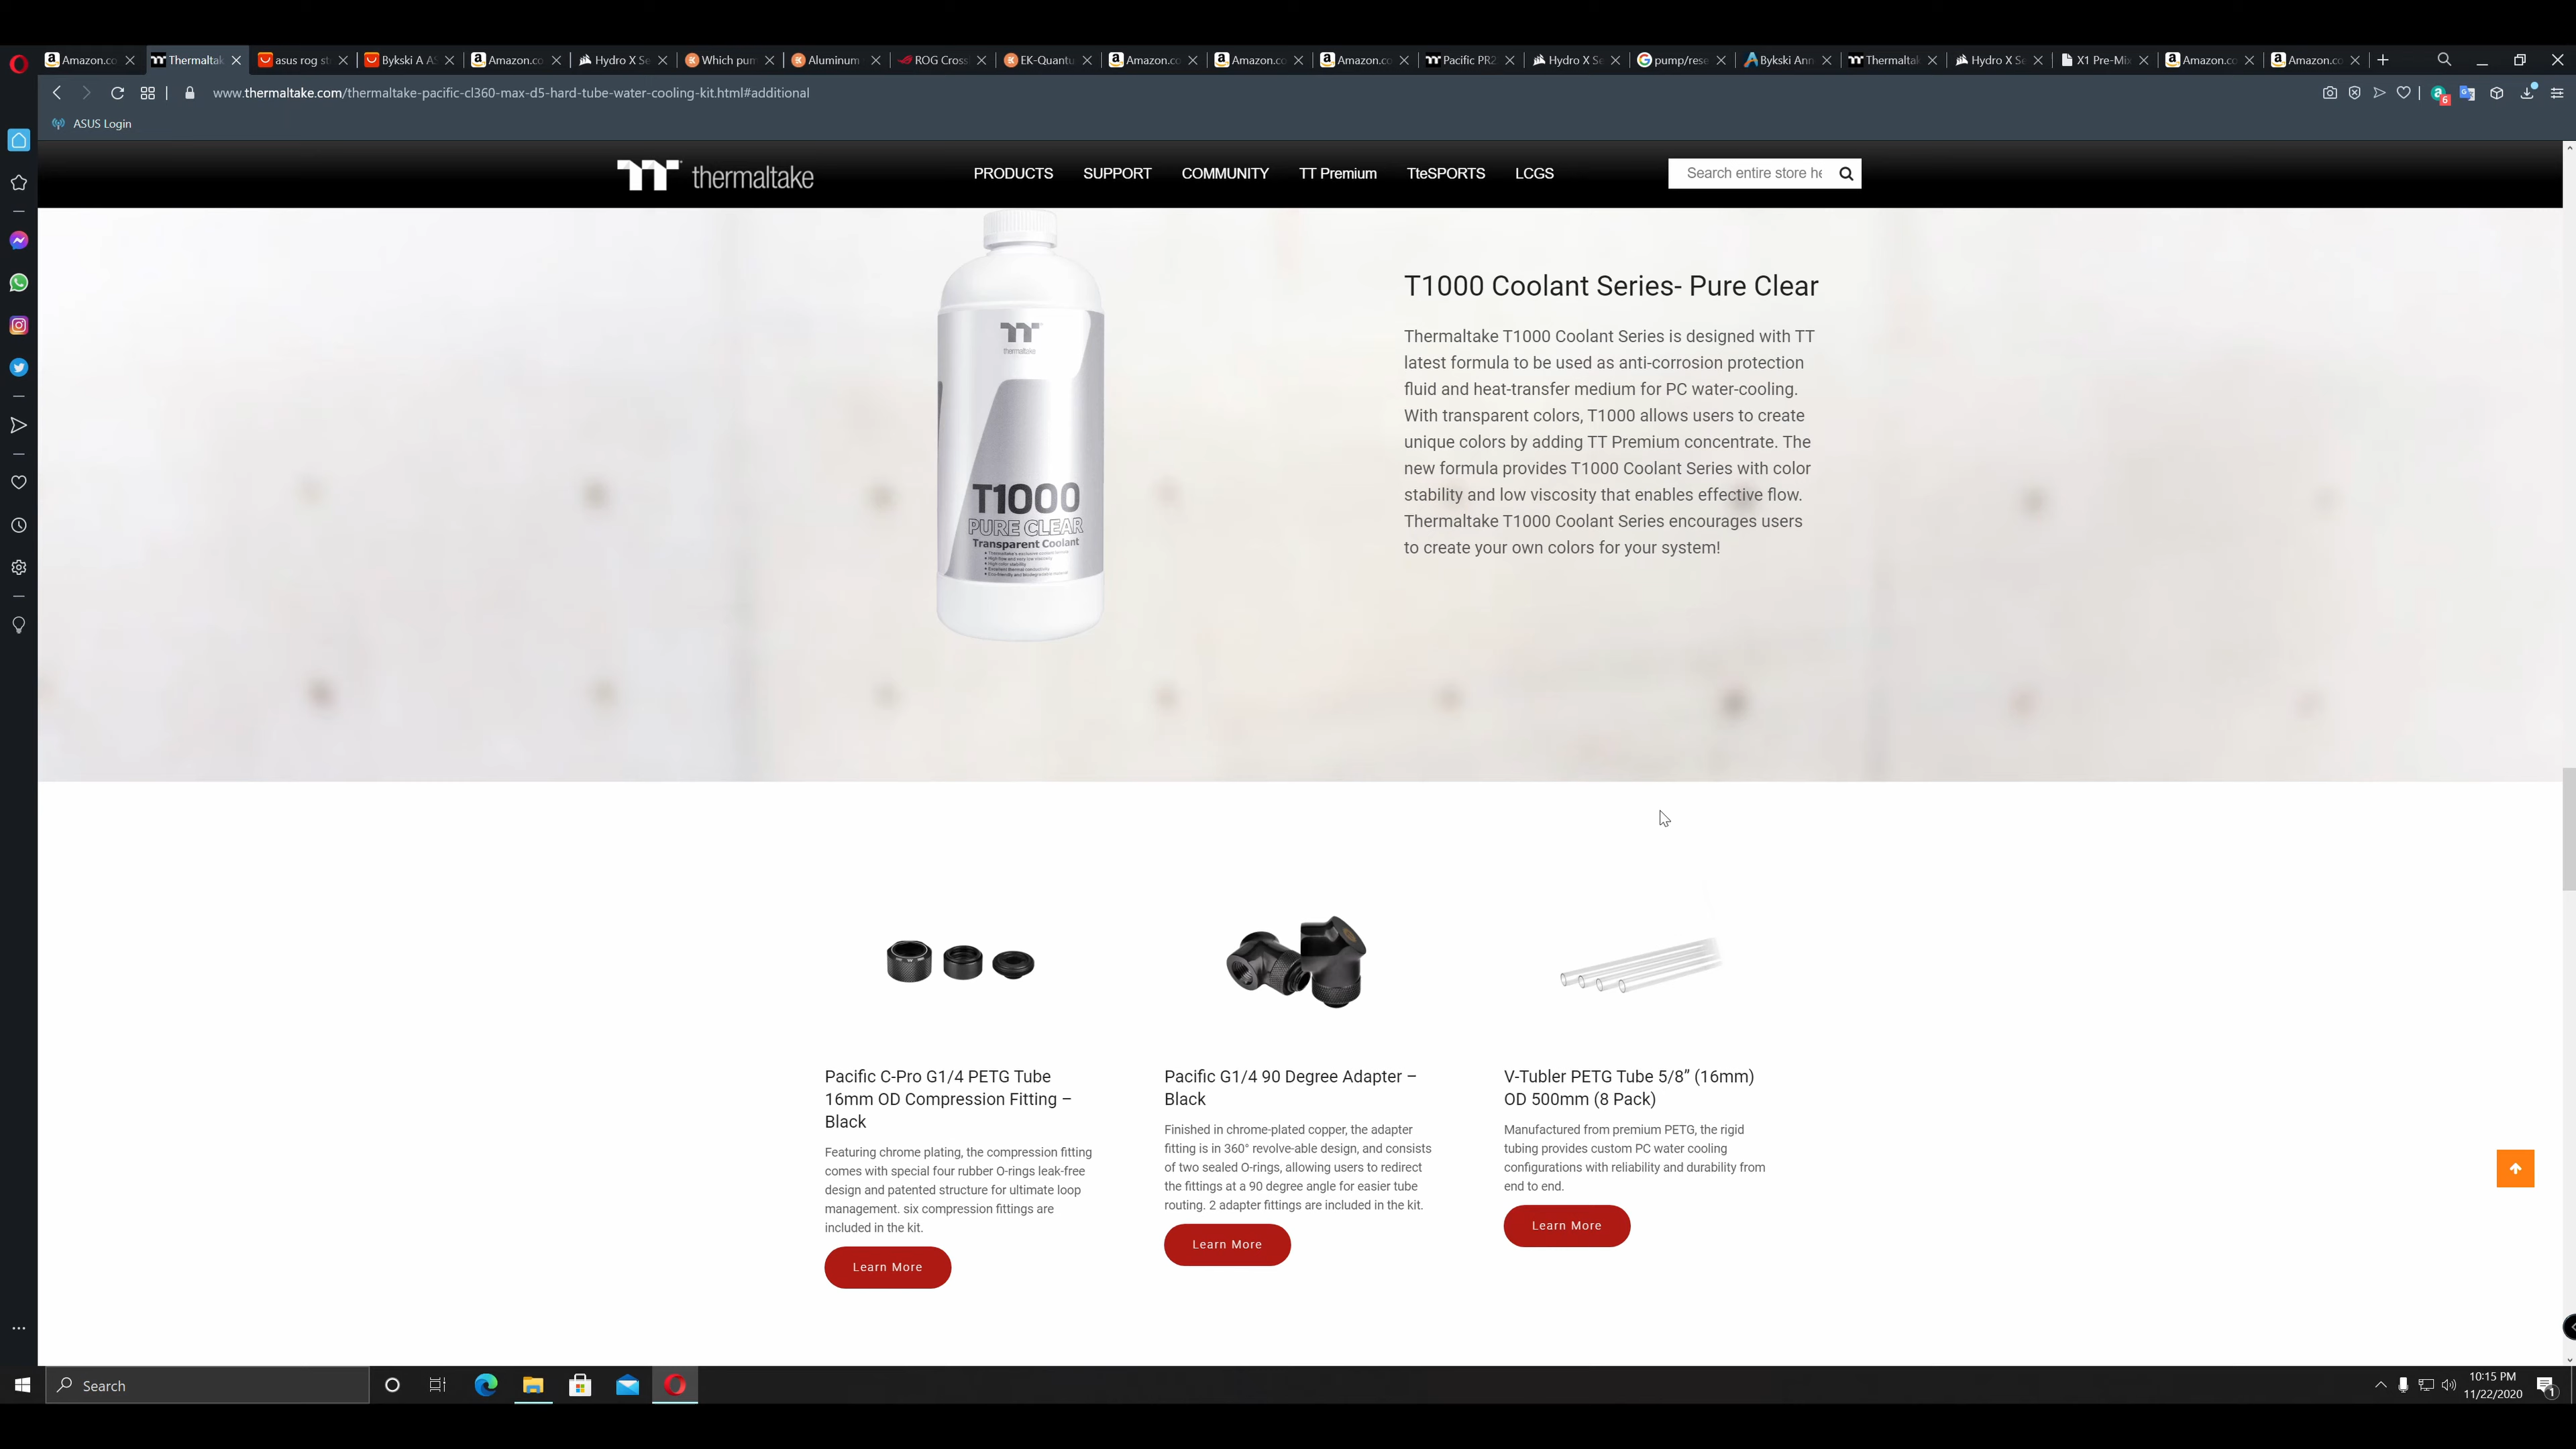 Amazon.co
Thermaltak
asus rog st
Bykski A AS
Amazon.co
Hydro X Se
Which pum
Aluminum
ROG Cross
EK-Quantu
Amazon.co
Amazon.co
Amazon.co
Pacific PR2
Hydro X Se
pump/rese
Bykski Ann
Thermaltak
Hydro X Se
X1 Pre-Mix
Amazon.co
Amazon.co
www.thermaltake.com/thermaltake-pacific-cl360-max-d5-hard-tube-water-cooling-kit.html#additional
6
ASUS Login
thermaltake
PRODUCTS
SUPPORT
COMMUNITY
TT Premium
TteSPORTS
LCGS
Search entire store he
thermaltake
T1000
PURE CLEAR
Transparent Coolant
T1000 Coolant Series- Pure Clear
Thermaltake T1000 Coolant Series is designed with TT
latest formula to be used as anti-corrosion protection
fluid and heat-transfer medium for PC water-cooling.
With transparent colors, T1000 allows users to create
unique colors by adding TT Premium concentrate. The
new formula provides T1000 Coolant Series with color
stability and low viscosity that enables effective flow.
Thermaltake T1000 Coolant Series encourages users
to create your own colors for your system!
Pacific C-Pro G1/4 PETG Tube
16mm OD Compression Fitting –
Black
Featuring chrome plating, the compression fitting
comes with special four rubber O-rings leak-free
design and patented structure for ultimate loop
management. six compression fittings are
included in the kit.
Learn More
Pacific G1/4 90 Degree Adapter –
Black
Finished in chrome-plated copper, the adapter
fitting is in 360° revolve-able design, and consists
of two sealed O-rings, allowing users to redirect
the fittings at a 90 degree angle for easier tube
routing. 2 adapter fittings are included in the kit.
Learn More
V-Tubler PETG Tube 5/8” (16mm)
OD 500mm (8 Pack)
Manufactured from premium PETG, the rigid
tubing provides custom PC water cooling
configurations with reliability and durability from
end to end.
Learn More
Search
10:15 PM
11/22/2020
1